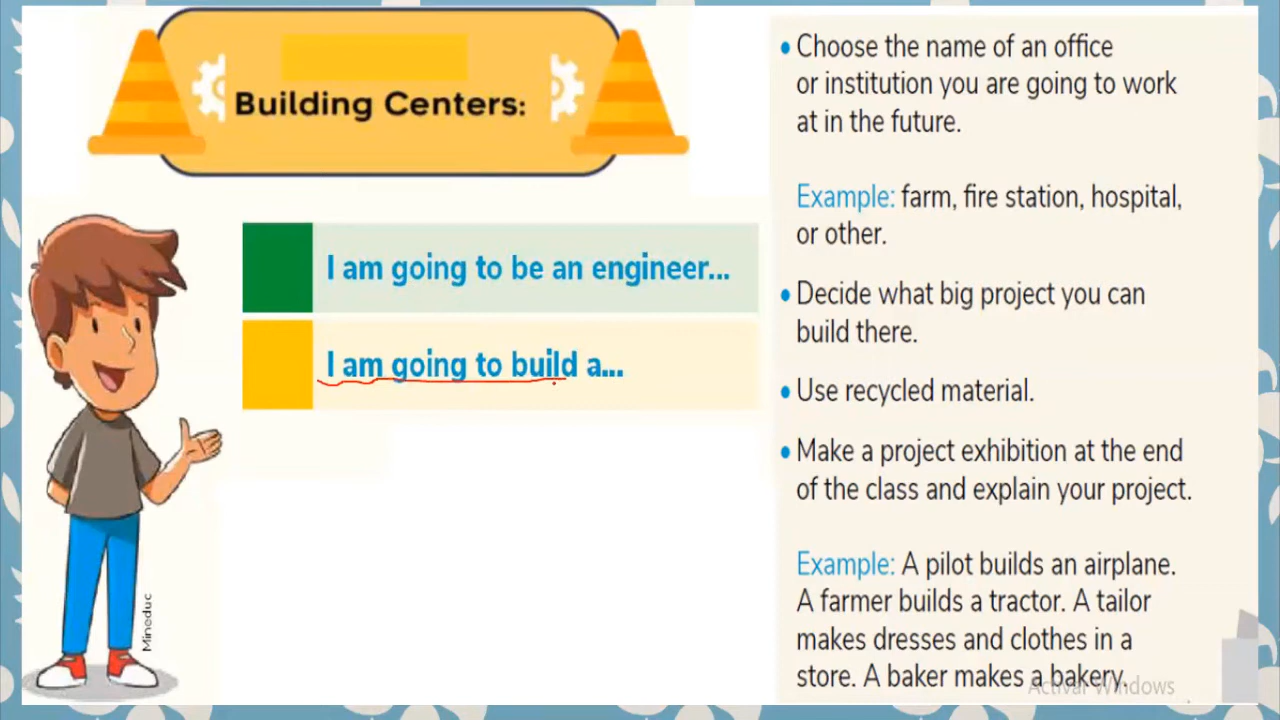 Building Centers:
I am going to be an engineer...
I am going to build a...
Mineduc
• Choose the name of an office
or institution you are going to work
at in the future.
Example: farm, fire station, hospital,
or other.
• Decide what big project you can
build there.
• Use recycled material.
• Make a project exhibition at the end
of the class and explain your project.
Example: A pilot builds an airplane.
A farmer builds a tractor. A tailor
makes dresses and clothes in a
store. A baker makes a bakery.
Activar Windows